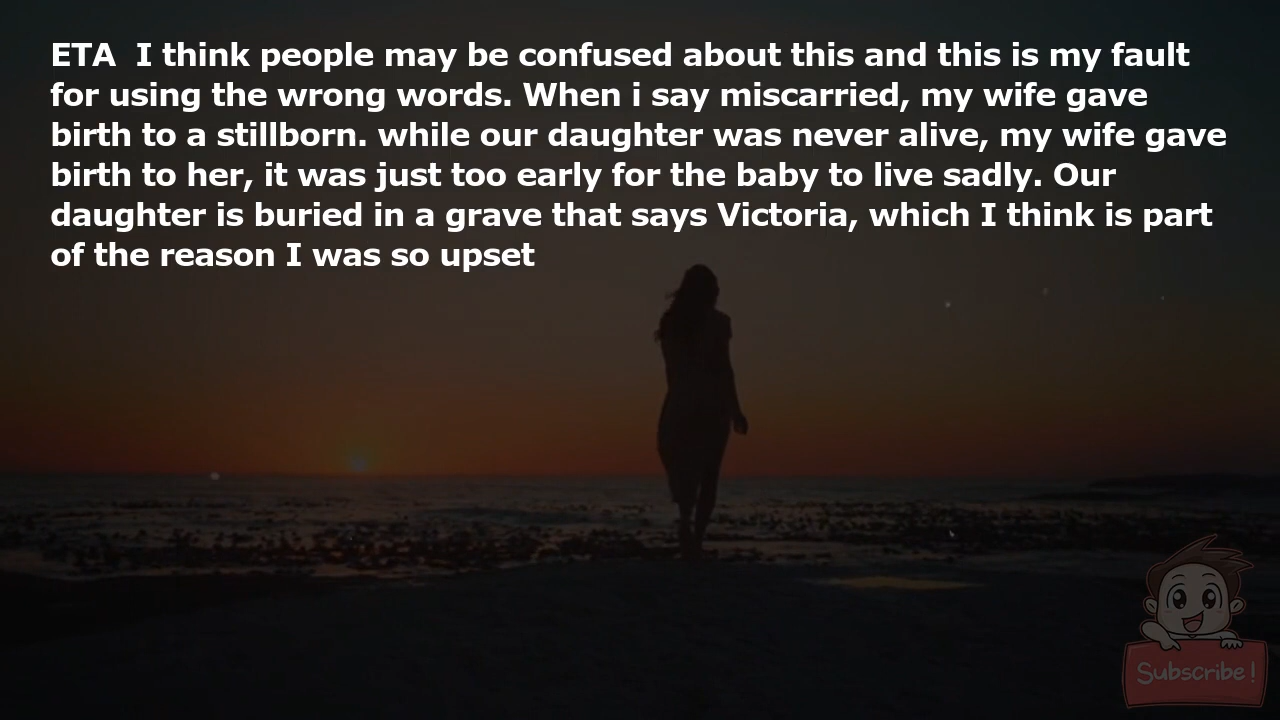 ETA  I think people may be confused about this and this is my fault
for using the wrong words. When i say miscarried, my wife gave
birth to a stillborn. while our daughter was never alive, my wife gave
birth to her, it was just too early for the baby to live sadly. Our
daughter is buried in a grave that says Victoria, which I think is part
of the reason I was so upset
Subscribe!